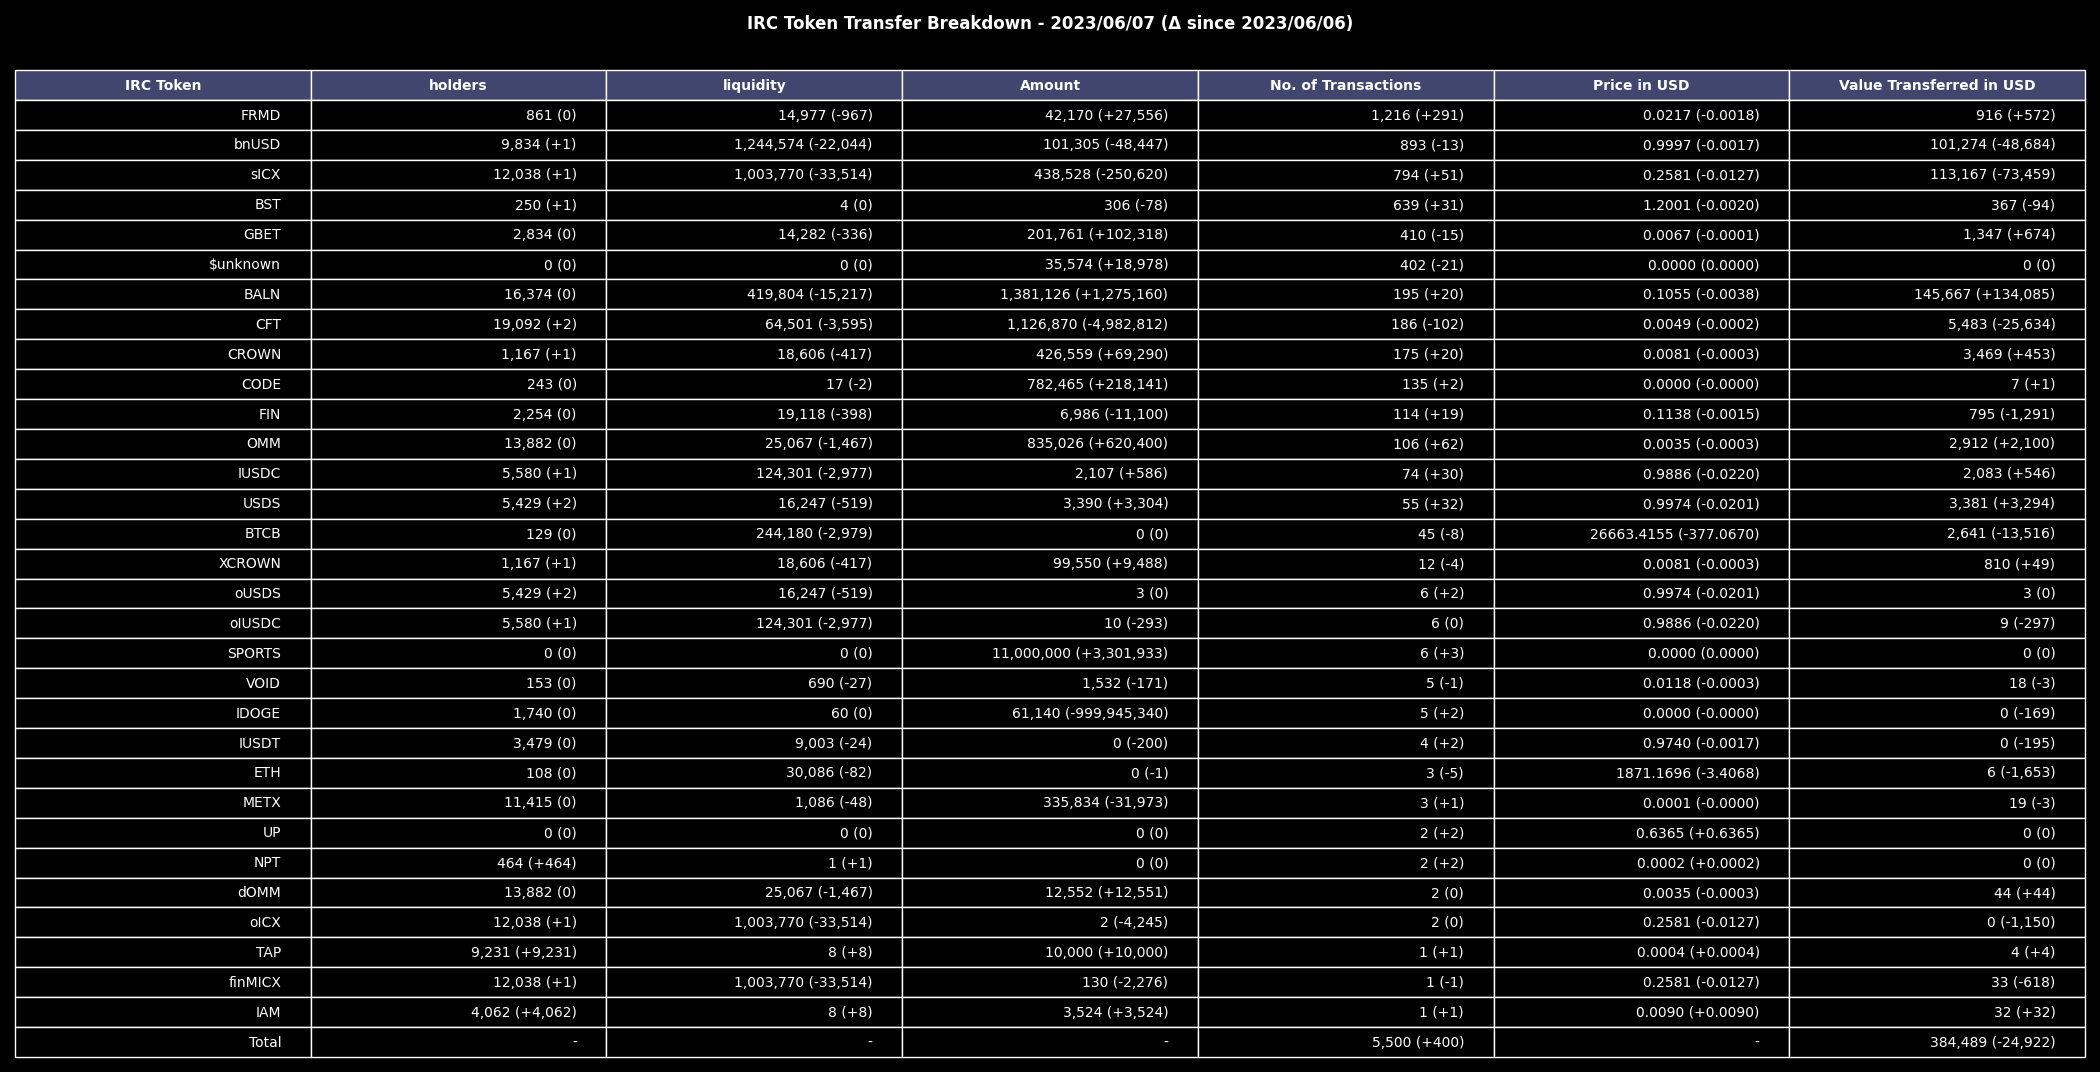 IRC Token Transfer Breakdown - 2023/06/07 (Δ since 2023/06/06)
IRC Token holders liquidity Amount No. of Transactions Price in USD Value Transferred in USD
FRMD 861 (0) 14,977 (-967) 42,170 (+27,556) 1,216 (+291) 0.0217 (-0.0018) 916 (+572)
bnUSD 9,834 (+1) 1,244,574 (-22,044) 101,305 (-48,447) 893 (-13) 0.9997 (-0.0017) 101,274 (-48,684)
sICX 12,038 (+1) 1,003,770 (-33,514) 438,528 (-250,620) 794 (+51) 0.2581 (-0.0127) 113,167 (-73,459)
BST 250 (+1) 4 (0) 306 (-78) 639 (+31) 1.2001 (-0.0020) 367 (-94)
GBET 2,834 (0) 14,282 (-336) 201,761 (+102,318) 410 (-15) 0.0067 (-0.0001) 1,347 (+674)
$unknown 0 (0) 0 (0) 35,574 (+18,978) 402 (-21) 0.0000 (0.0000) 0 (0)
BALN 16,374 (0) 419,804 (-15,217) 1,381,126 (+1,275,160) 195 (+20) 0.1055 (-0.0038) 145,667 (+134,085)
CFT 19,092 (+2) 64,501 (-3,595) 1,126,870 (-4,982,812) 186 (-102) 0.0049 (-0.0002) 5,483 (-25,634)
CROWN 1,167 (+1) 18,606 (-417) 426,559 (+69,290) 175 (+20) 0.0081 (-0.0003) 3,469 (+453)
CODE 243 (0) 17 (-2) 782,465 (+218,141) 135 (+2) 0.0000 (-0.0000) 7 (+1)
FIN 2,254 (0) 19,118 (-398) 6,986 (-11,100) 114 (+19) 0.1138 (-0.0015) 795 (-1,291)
OMM 13,882 (0) 25,067 (-1,467) 835,026 (+620,400) 106 (+62) 0.0035 (-0.0003) 2,912 (+2,100)
IUSDC 5,580 (+1) 124,301 (-2,977) 2,107 (+586) 74 (+30) 0.9886 (-0.0220) 2,083 (+546)
USDS 5,429 (+2) 16,247 (-519) 3,390 (+3,304) 55 (+32) 0.9974 (-0.0201) 3,381 (+3,294)
BTCB 129 (0) 244,180 (-2,979) 0 (0) 45 (-8) 26663.4155 (-377.0670) 2,641 (-13,516)
XCROWN 1,167 (+1) 18,606 (-417) 99,550 (+9,488) 12 (-4) 0.0081 (-0.0003) 810 (+49)
oUSDS 5,429 (+2) 16,247 (-519) 3 (0) 6 (+2) 0.9974 (-0.0201) 3 (0)
oIUSDC 5,580 (+1) 124,301 (-2,977) 10 (-293) 6 (0) 0.9886 (-0.0220) 9 (-297)
SPORTS 0 (0) 0 (0) 11,000,000 (+3,301,933) 6 (+3) 0.0000 (0.0000) 0 (0)
VOID 153 (0) 690 (-27) 1,532 (-171) 5 (-1) 0.0118 (-0.0003) 18 (-3)
IDOGE 1,740 (0) 60 (0) 61,140 (-999,945,340) 5 (+2) 0.0000 (-0.0000) 0 (-169)
IUSDT 3,479 (0) 9,003 (-24) 0 (-200) 4 (+2) 0.9740 (-0.0017) 0 (-195)
ETH 108 (0) 30,086 (-82) 0 (-1) 3 (-5) 1871.1696 (-3.4068) 6 (-1,653)
METX 11,415 (0) 1,086 (-48) 335,834 (-31,973) 3 (+1) 0.0001 (-0.0000) 19 (-3)
UP 0 (0) 0 (0) 0 (0) 2 (+2) 0.6365 (+0.6365) 0 (0)
NPT 464 (+464) 1 (+1) 0 (0) 2 (+2) 0.0002 (+0.0002) 0 (0)
dOMM 13,882 (0) 25,067 (-1,467) 12,552 (+12,551) 2 (0) 0.0035 (-0.0003) 44 (+44)
oICX 12,038 (+1) 1,003,770 (-33,514) 2 (-4,245) 2 (0) 0.2581 (-0.0127) 0 (-1,150)
TAP 9,231 (+9,231) 8 (+8) 10,000 (+10,000) 1 (+1) 0.0004 (+0.0004) 4 (+4)
finMICX 12,038 (+1) 1,003,770 (-33,514) 130 (-2,276) 1 (-1) 0.2581 (-0.0127) 33 (-618)
IAM 4,062 (+4,062) 8 (+8) 3,524 (+3,524) 1 (+1) 0.0090 (+0.0090) 32 (+32)
Total - - - 5,500 (+400) - 384,489 (-24,922)